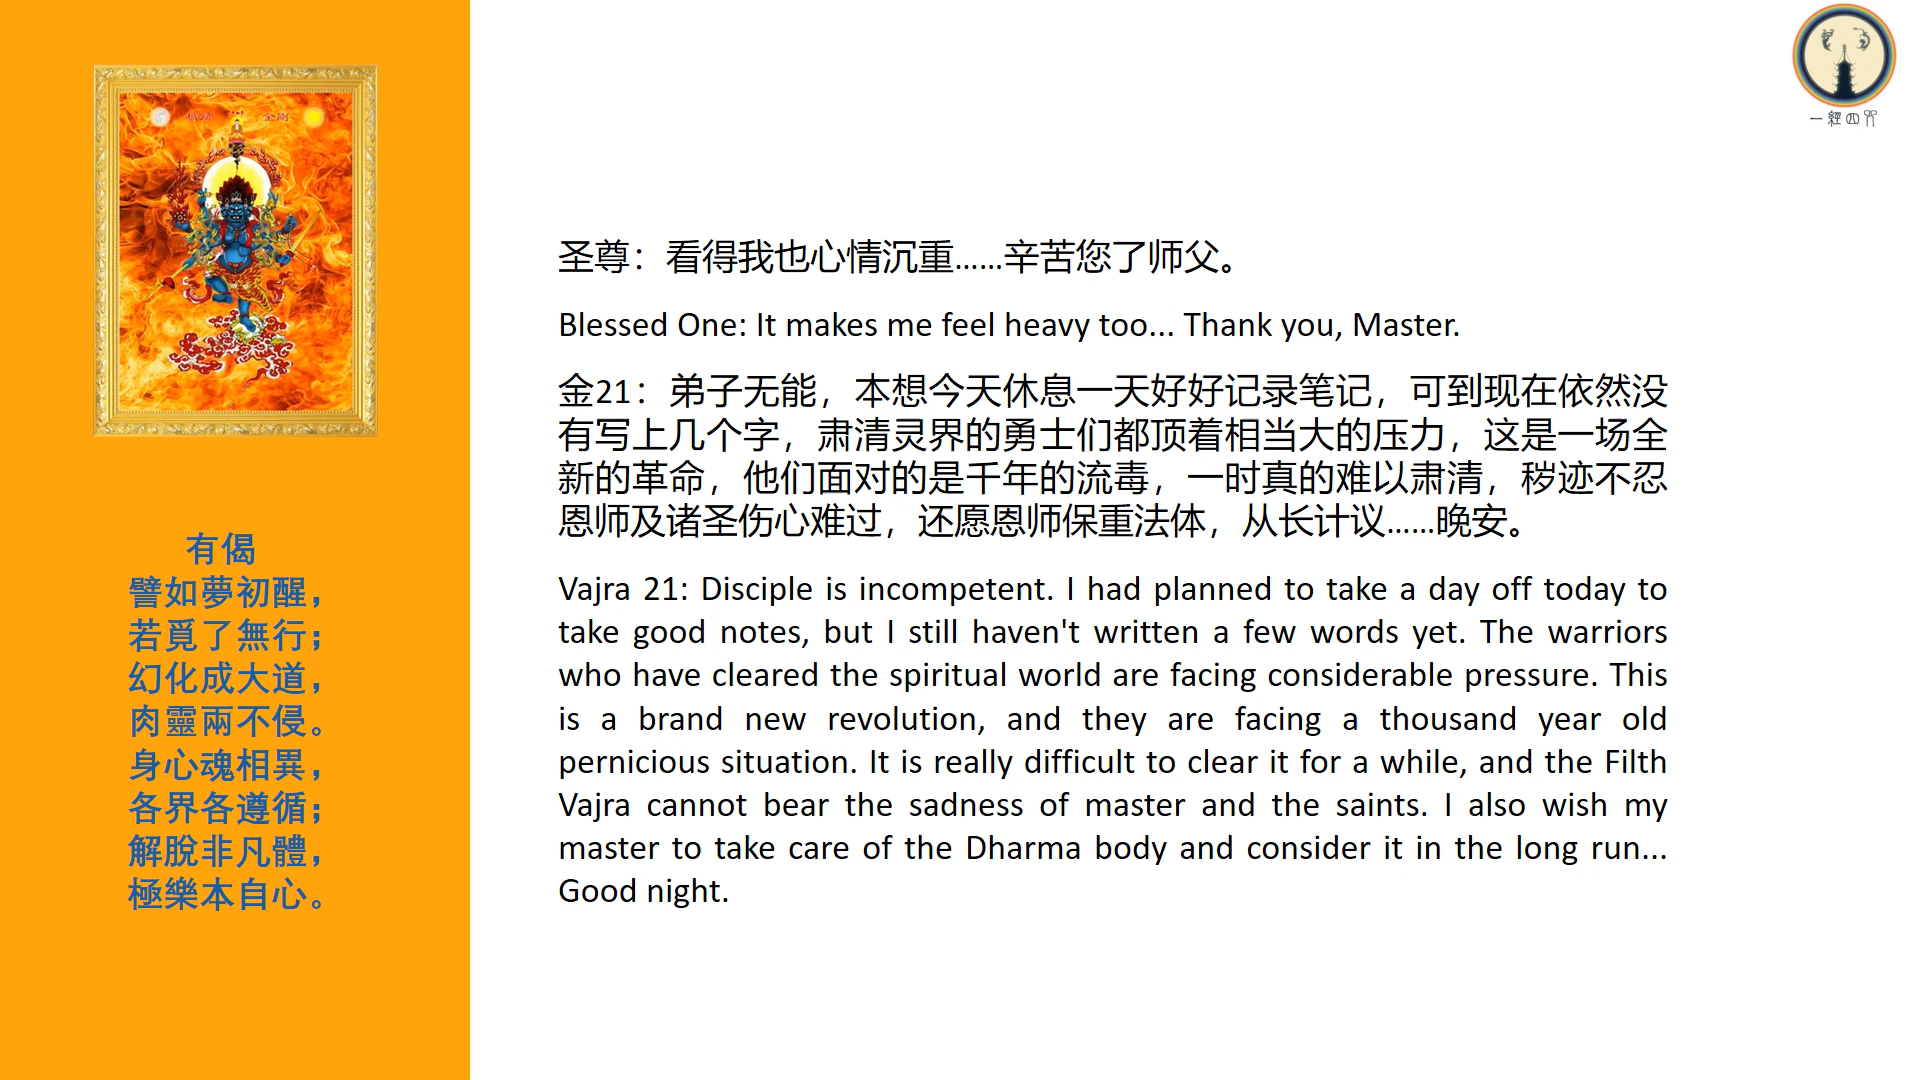 金剛
有偈
譬如夢初醒，
若覓了無行；
幻化成大道，
肉靈兩不侵。
身心魂相異，
各界各遵循；
解脫非凡體，
極樂本自心。
一經四咒
圣尊：看得我也心情沉重……辛苦您了师父。
Blessed One: It makes me feel heavy too... Thank you, Master.
金21：弟子无能，本想今天休息一天好好记录笔记，可到现在依然没
有写上几个字，肃清灵界的勇士们都顶着相当大的压力，这是一场全
新的革命，他们面对的是千年的流毒，一时真的难以肃清，秽迹不忍
恩师及诸圣伤心难过，还愿恩师保重法体，从长计议……晚安。
Vajra 21: Disciple is incompetent. I had planned to take a day off today to
take good notes, but I still haven't written a few words yet. The warriors
who have cleared the spiritual world are facing considerable pressure. This
is a brand new revolution, and they are facing a thousand year old
pernicious situation. It is really difficult to clear it for a while, and the Filth
Vajra cannot bear the sadness of master and the saints. I also wish my
master to take care of the Dharma body and consider it in the long run...
Good night.